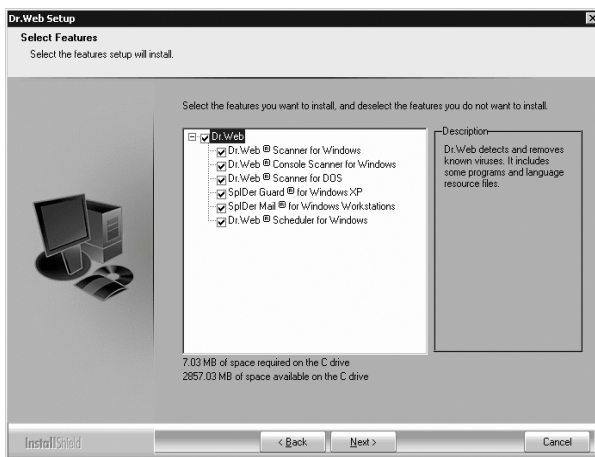 Dr.Web Setup
Select Features
Select the features setup will install.
Select the features you want to install, and deselect the features you do not want to install.
Dr.Web
Dr.Web ® Scanner for Windows
Dr.Web ® Console Scanner for Windows
Dr.Web ® Scanner for DOS
SpIDer Guard ® for Windows XP
SpIDer Mail ® for Windows Workstations
Dr.Web ® Scheduler for Windows
Description
Dr.Web detects and removes
known viruses. It includes
some programs and language
resource files.
7.03 MB of space required on the C drive
2857.03 MB of space available on the C drive
InstallShield
< Back
Next >
Cancel